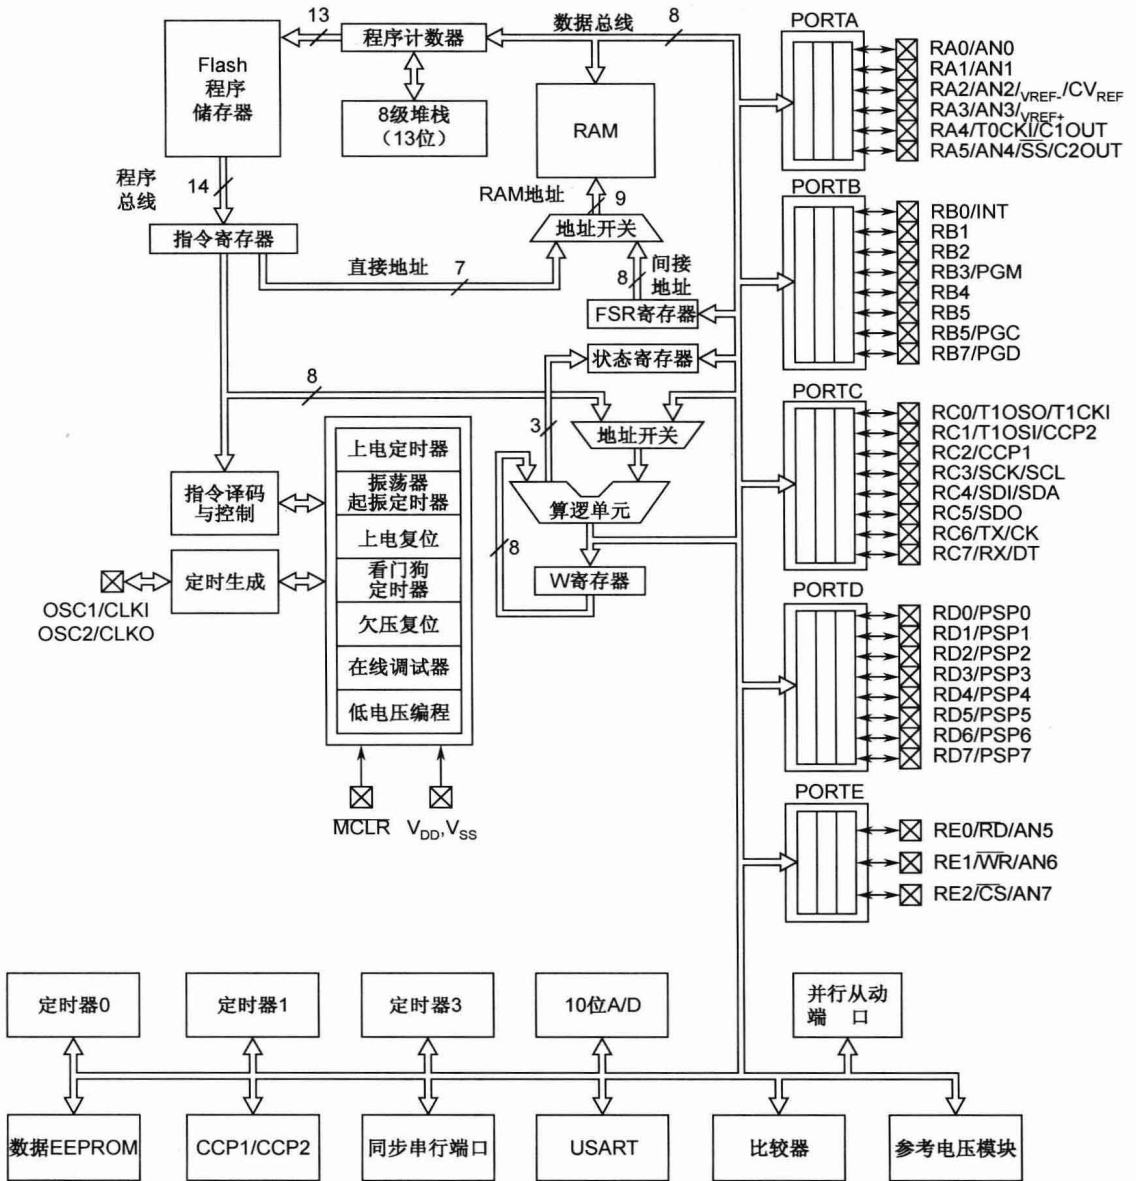 13
数据总线
8
Flash
程序
储存器
程序计数器
8级堆栈
(13位)
RAM
程序
总线
14
RAM地址
9
指令寄存器
地址开关
直接地址
7
8
间接
地址
FSR寄存器
状态寄存器
8
3
地址开关
上电定时器
振荡器
起振定时器
上电复位
看门狗
定时器
欠压复位
在线调试器
低电压编程
指令译码
与控制
定时生成
OSC1/CLKI
OSC2/CLKO
算逻单元
8
W寄存器
MCLR
VDD,VSS
PORTA
RA0/AN0
RA1/AN1
RA2/AN2/VREF-/CVREF
RA3/AN3/VREF+
RA4/T0CKI/C1OUT
RA5/AN4/SS/C2OUT
PORTB
RB0/INT
RB1
RB2
RB3/PGM
RB4
RB5
RB5/PGC
RB7/PGD
PORTC
RC0/T1OSO/T1CKI
RC1/T1OSI/CCP2
RC2/CCP1
RC3/SCK/SCL
RC4/SDI/SDA
RC5/SDO
RC6/TX/CK
RC7/RX/DT
PORTD
RD0/PSP0
RD1/PSP1
RD2/PSP2
RD3/PSP3
RD4/PSP4
RD5/PSP5
RD6/PSP6
RD7/PSP7
PORTE
RE0/RD/AN5
RE1/WR/AN6
RE2/CS/AN7
定时器0
定时器1
定时器3
10位A/D
并行从动
端 口
数据EEPROM
CCP1/CCP2
同步串行端口
USART
比较器
参考电压模块